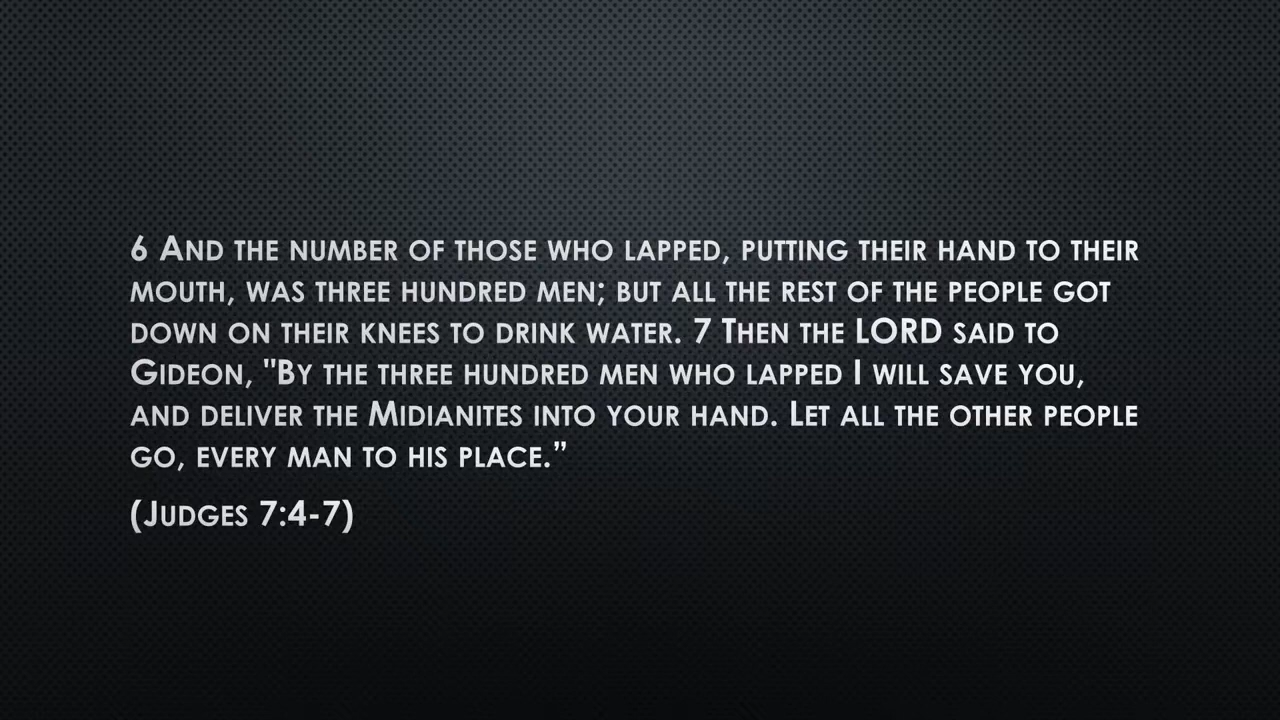 6 And the number of those who lapped, putting their hand to their
mouth, was three hundred men; but all the rest of the people got
down on their knees to drink water. 7 Then the LORD said to
Gideon, "By the three hundred men who lapped I will save you,
and deliver the Midianites into your hand. Let all the other people
go, every man to his place.”
(Judges 7:4-7)